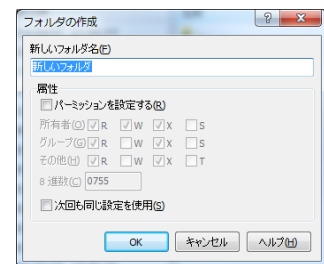 フォルダの作成
新しいフォルダ名(F)
新しいフォルダ
属性
パーミッションを設定する(R)
所有者(O) R W X S
グループ(G) R W X S
その他(H) R W X T
8 進数(C) 0755
次回も同じ設定を使用(S)
OK キャンセル ヘルプ(H)